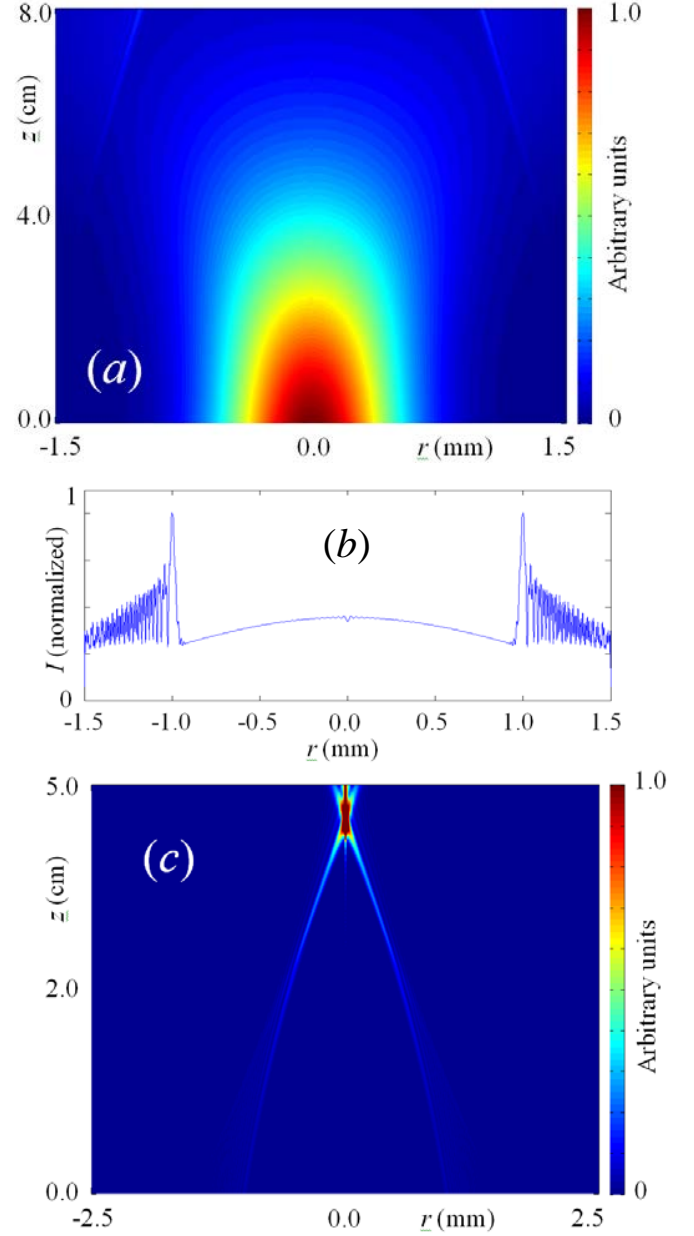 8.0
1.0
z (cm)
4.0
Arbitrary units
(a)
0.0
0
-1.5 0.0 r (mm) 1.5
1
(b)
I (normalized)
0
-1.5 -1.0 -0.5 0.0 0.5 1.0 1.5
r (mm)
5.0
1.0
(c)
z (cm)
2.0
Arbitrary units
0.0
0
-2.5 0.0 r (mm) 2.5